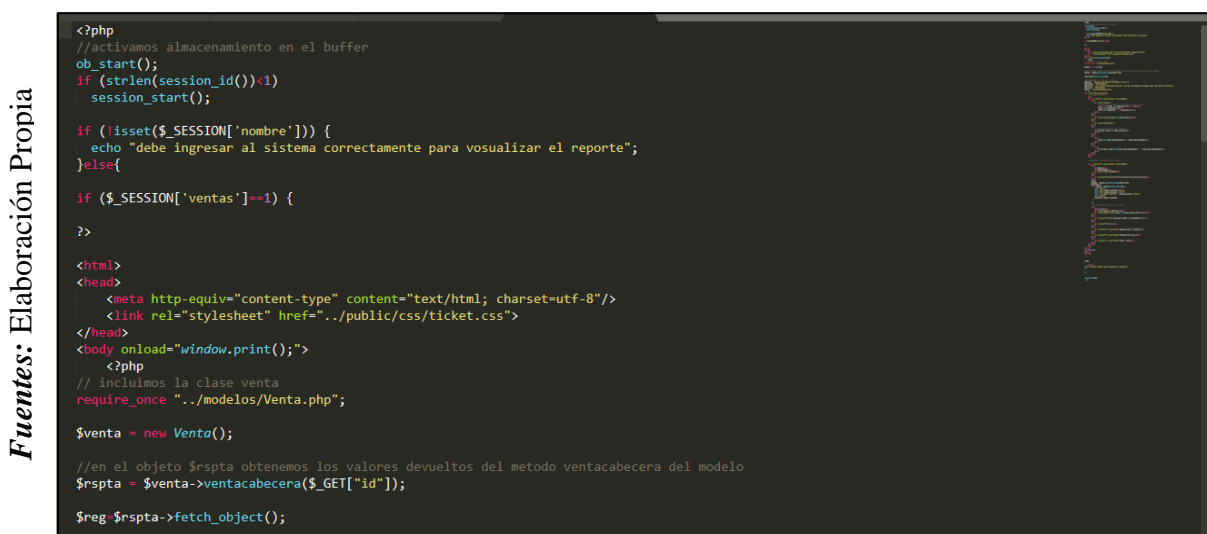 Fuentes: Elaboración Propia
<?php
//activamos almacenamiento en el buffer
ob_start();
if (strlen(session_id())<1)
  session_start();

if (!isset($_SESSION['nombre'])) {
  echo "debe ingresar al sistema correctamente para vosualizar el reporte";
}else{

if ($_SESSION['ventas']==1) {

?>

<html>
<head>
    <meta http-equiv="content-type" content="text/html; charset=utf-8"/>
    <link rel="stylesheet" href="../public/css/ticket.css">
</head>
<body onload="window.print();">
    <?php
// incluimos la clase venta
require_once "../modelos/Venta.php";

$venta = new Venta();

//en el objeto $rspta obtenemos los valores devueltos del metodo ventacabecera del modelo
$rspta = $venta->ventacabecera($_GET["id"]);

$reg=$rspta->fetch_object();